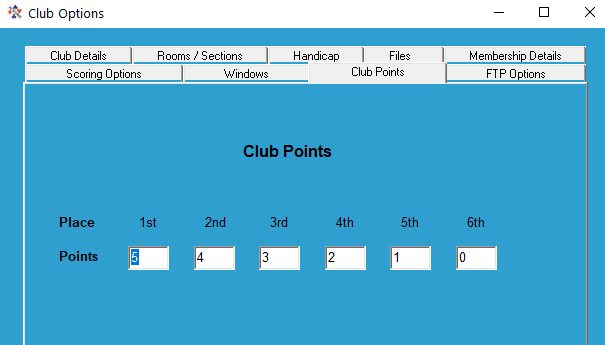 Club Options
Club Details Rooms / Sections Handicap Files Membership Details
Scoring Options Windows Club Points FTP Options
Club Points
Place 1st 2nd 3rd 4th 5th 6th
Points 5 4 3 2 1 0